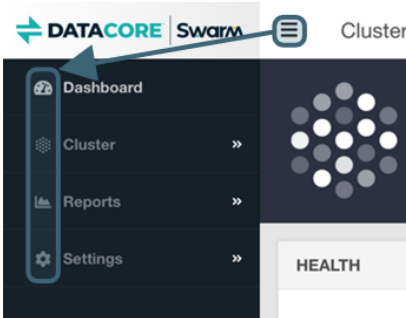 DATACORE Swarm
Cluster
Dashboard
Cluster »
Reports »
Settings »
HEALTH